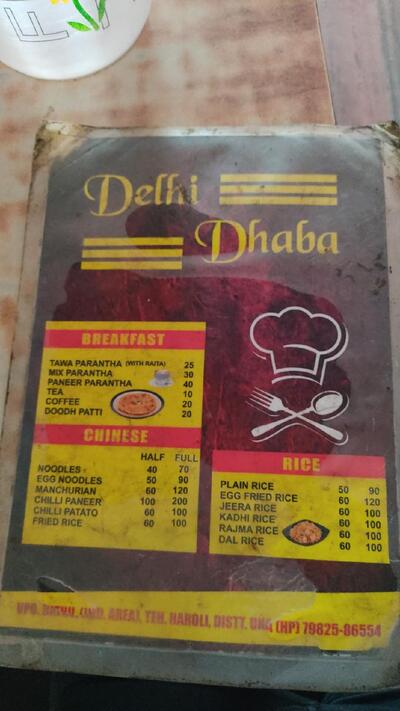 Delhi
Dhaba
BREAKFAST
TAWA PARANTHA (WITH RAITA) 25
MIX PARANTHA 30
PANEER PARANTHA 40
TEA 10
COFFEE 20
DOODH PATTI 20
CHINESE
HALF FULL
NOODLES 40 70
EGG NOODLES 50 90
MANCHURIAN 60 120
CHILLI PANEER 100 200
CHILLI PATATO 60 100
FRIED RICE 60 100
RICE
PLAIN RICE 50 90
EGG FRIED RICE 60 120
JEERA RICE 60 100
KADHI RICE 60 100
RAJMA RICE 60 100
DAL RICE 60 100
VPO. (IND. AREA), TEH. HAROLI, DISTT. UNA (HP) 79825-86554